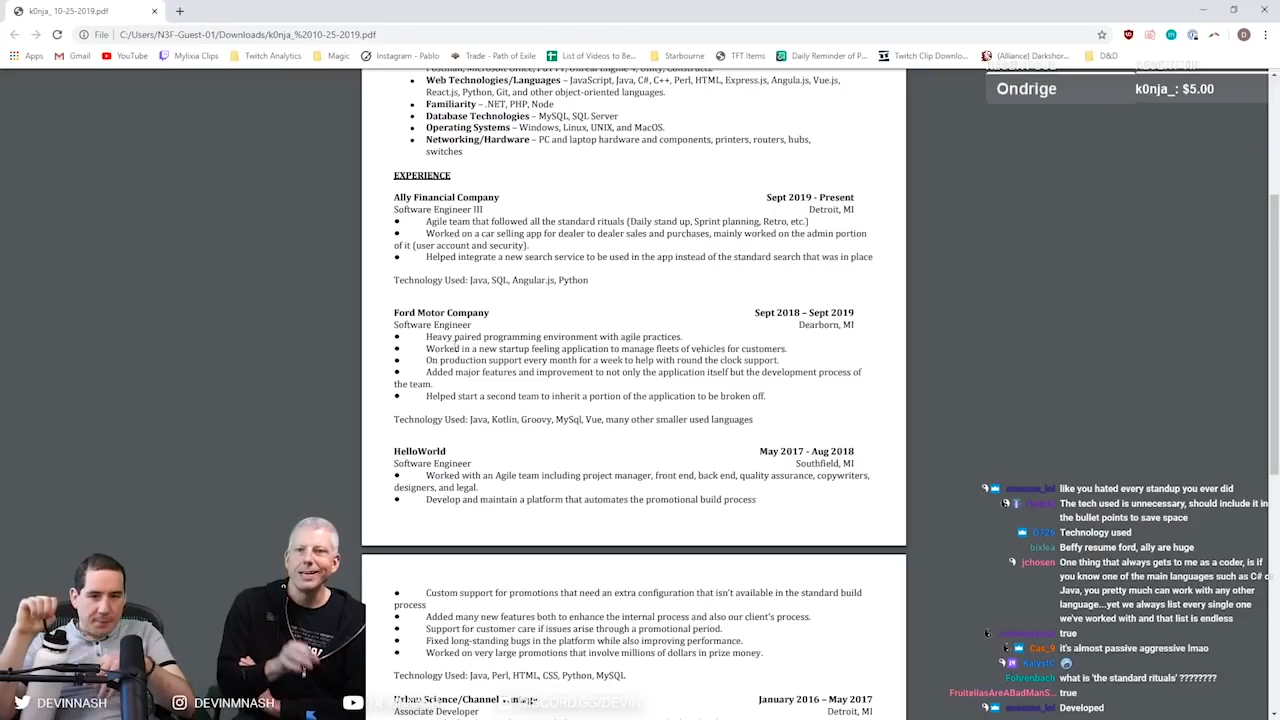 k0nja_ 10-25-2019.pdf
File
C:/Users/N3F-Guest-01/Downloads/k0nja_%2010-25-2019.pdf
Apps
Gmail
YouTube
Mylixia Clips
Twitch Analytics
Magic
Instagram - Pablo
Trade - Path of Exile
List of Videos to Be...
Starbourne
TFT Items
Daily Reminder of P...
Twitch Clip Downlo...
(Alliance) Darkshor...
D&D
Ondrige
k0nja_: $5.00
Web Technologies/Languages – JavaScript, Java, C#, C++, Perl, HTML, Express.js, Angula.js, Vue.js,
React.js, Python, Git, and other object-oriented languages.
Familiarity – .NET, PHP, Node
Database Technologies – MySQL, SQL Server
Operating Systems – Windows, Linux, UNIX, and MacOS.
Networking/Hardware – PC and laptop hardware and components, printers, routers, hubs,
switches
EXPERIENCE
Ally Financial Company Sept 2019 - Present
Software Engineer III Detroit, MI
Agile team that followed all the standard rituals (Daily stand up, Sprint planning, Retro, etc.)
Worked on a car selling app for dealer to dealer sales and purchases, mainly worked on the admin portion
of it (user account and security).
Helped integrate a new search service to be used in the app instead of the standard search that was in place
Technology Used: Java, SQL, Angular.js, Python
Ford Motor Company Sept 2018 – Sept 2019
Software Engineer Dearborn, MI
Heavy paired programming environment with agile practices.
Worked in a new startup feeling application to manage fleets of vehicles for customers.
On production support every month for a week to help with round the clock support.
Added major features and improvement to not only the application itself but the development process of
the team.
Helped start a second team to inherit a portion of the application to be broken off.
Technology Used: Java, Kotlin, Groovy, MySql, Vue, many other smaller used languages
HelloWorld May 2017 - Aug 2018
Software Engineer Southfield, MI
Worked with an Agile team including project manager, front end, back end, quality assurance, copywriters,
designers, and legal.
Develop and maintain a platform that automates the promotional build process
Custom support for promotions that need an extra configuration that isn't available in the standard build
process
Added many new features both to enhance the internal process and also our client's process.
Support for customer care if issues arise through a promotional period.
Fixed long-standing bugs in the platform while also improving performance.
Worked on very large promotions that involve millions of dollars in prize money.
Technology Used: Java, Perl, HTML, CSS, Python, MySQL
Urban Science/Channel January 2016 – May 2017
Associate Developer Detroit, MI
like you hated every standup you ever did
The tech used is unnecessary, should include it in
the bullet points to save space
D726 Technology used
bixlea Beffy resume ford, ally are huge
jchosen One thing that always gets to me as a coder, is if
you know one of the main languages such as C# o
Java, you pretty much can work with any other
language...yet we always list every single one
we've worked with and that list is endless
true
Cas_9 it's almost passive aggressive lmao
KalystC
Fohrenbach what is 'the standard rituals' ????????
FruitellasAreABadManS... true
Developed
DEVINNASH
DEVINMNASH
DISCORD.GG/DEVIN